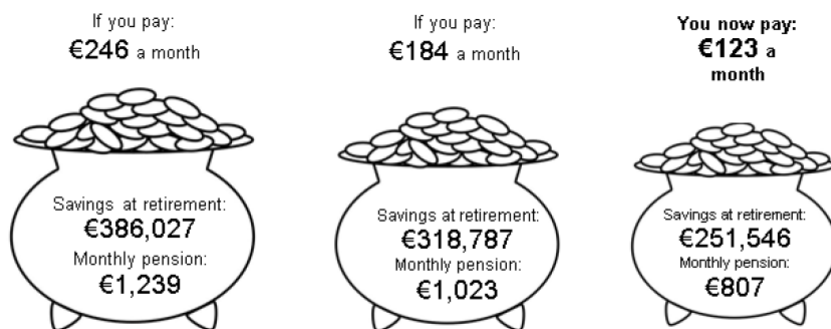 If you pay:
€246 a month
Savings at retirement:
€386,027
Monthly pension:
€1,239
If you pay:
€184 a month
Savings at retirement:
€318,787
Monthly pension:
€1,023
You now pay:
€123 a
month
Savings at retirement:
€251,546
Monthly pension:
€807